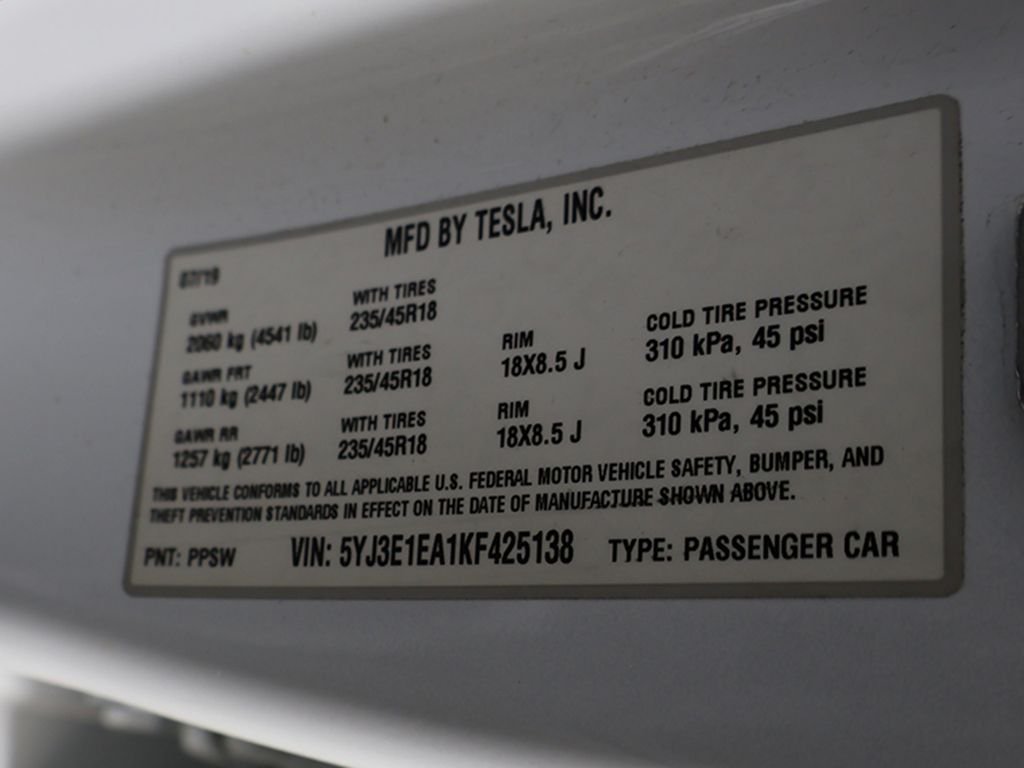 MFD BY TESLA, INC.
07/19
GVWR WITH TIRES
2060 kg (4541 lb) 235/45R18
GAWR FRT WITH TIRES RIM COLD TIRE PRESSURE
1110 kg (2447 lb) 235/45R18 18X8.5 J 310 kPa, 45 psi
GAWR RR WITH TIRES RIM COLD TIRE PRESSURE
1257 kg (2771 lb) 235/45R18 18X8.5 J 310 kPa, 45 psi
THIS VEHICLE CONFORMS TO ALL APPLICABLE U.S. FEDERAL MOTOR VEHICLE SAFETY, BUMPER, AND
THEFT PREVENTION STANDARDS IN EFFECT ON THE DATE OF MANUFACTURE SHOWN ABOVE.
PNT: PPSW VIN: 5YJ3E1EA1KF425138 TYPE: PASSENGER CAR